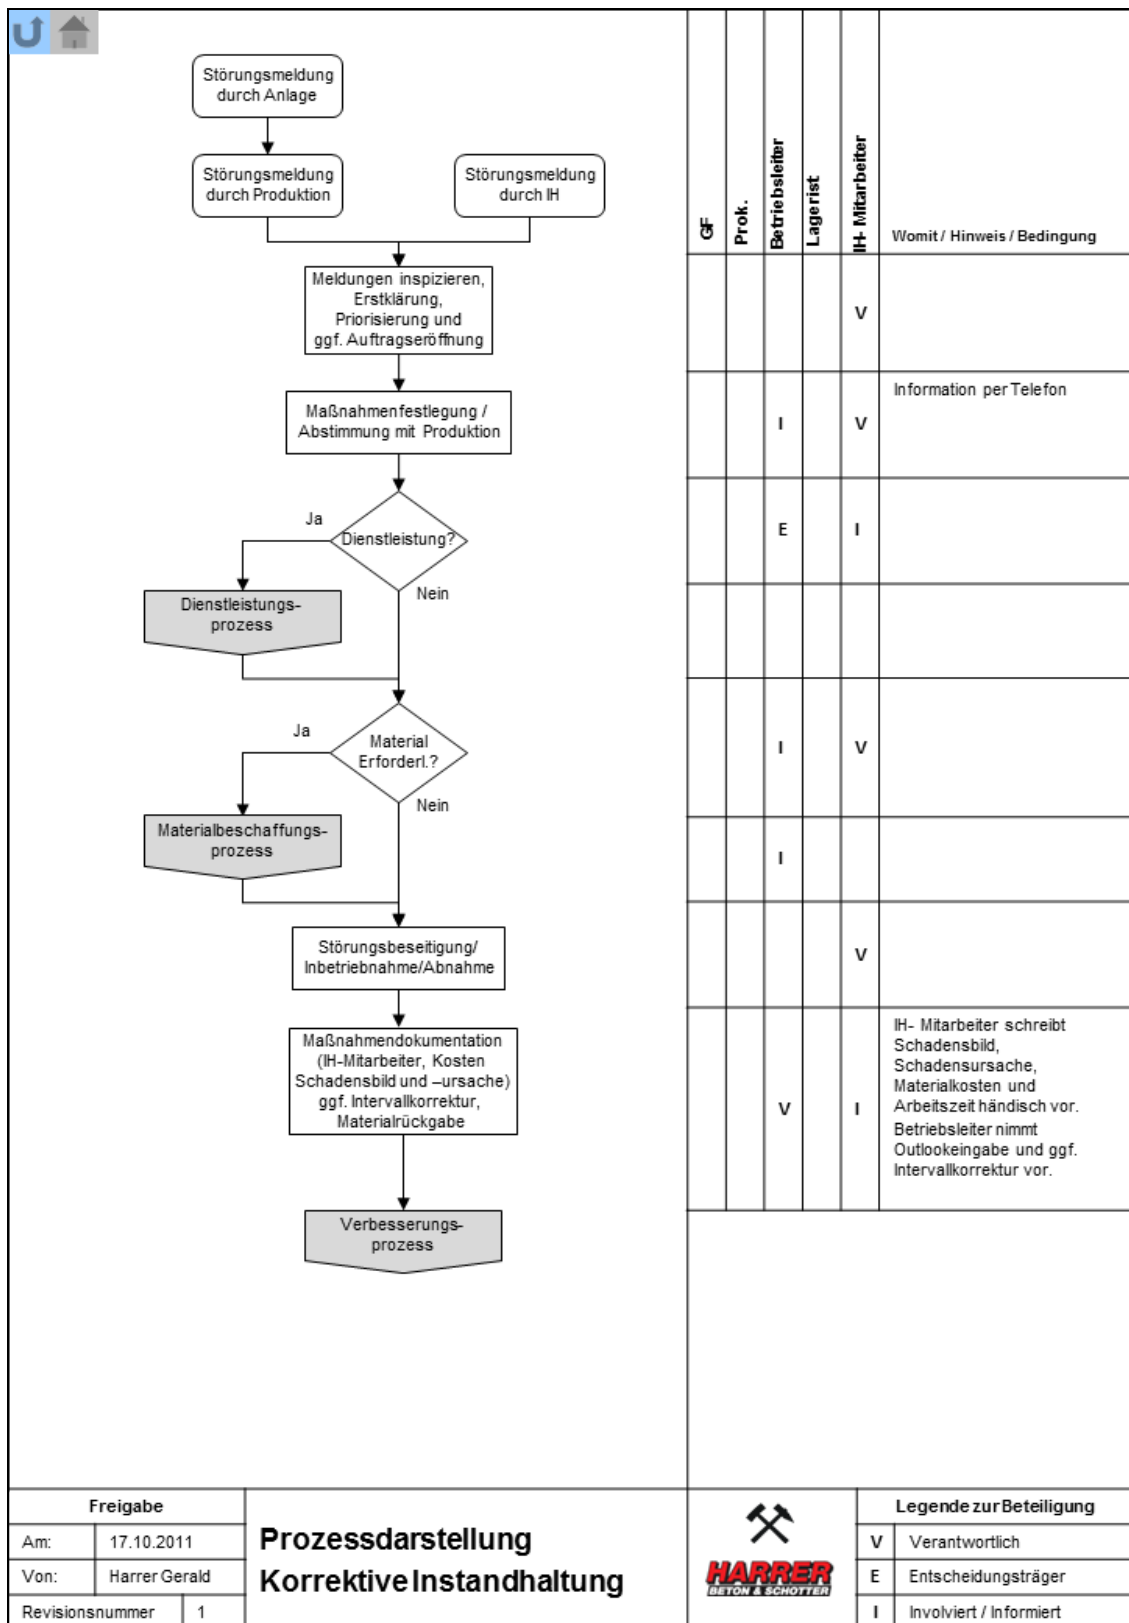 Störungsmeldung
durch Anlage
Störungsmeldung
durch Produktion
Störungsmeldung
durch IH
GF
Prok.
Betriebsleiter
Lagerist
IH- Mitarbeiter
Womit / Hinweis / Bedingung
Meldungen inspizieren,
Erstklärung,
Priorisierung und
ggf. Auftragseröffnung
V
Maßnahmenfestlegung /
Abstimmung mit Produktion
I
V
Information per Telefon
Ja
Dienstleistung?
Nein
E
I
Dienstleistungs-
prozess
Ja
Material
Erforderl.?
Nein
I
V
Materialbeschaffungs-
prozess
I
Störungsbeseitigung/
Inbetriebnahme/Abnahme
V
Maßnahmendokumentation
(IH-Mitarbeiter, Kosten
Schadensbild und –ursache)
ggf. Intervallkorrektur,
Materialrückgabe
V
I
IH- Mitarbeiter schreibt
Schadensbild,
Schadensursache,
Materialkosten und
Arbeitszeit händisch vor.
Betriebsleiter nimmt
Outlookeingabe und ggf.
Intervallkorrektur vor.
Verbesserungs-
prozess
Freigabe
Am: 17.10.2011
Von: Harrer Gerald
Revisionsnummer 1
Prozessdarstellung
Korrektive Instandhaltung
HARRER
BETON & SCHOTTER
Legende zur Beteiligung
V Verantwortlich
E Entscheidungsträger
I Involviert / Informiert